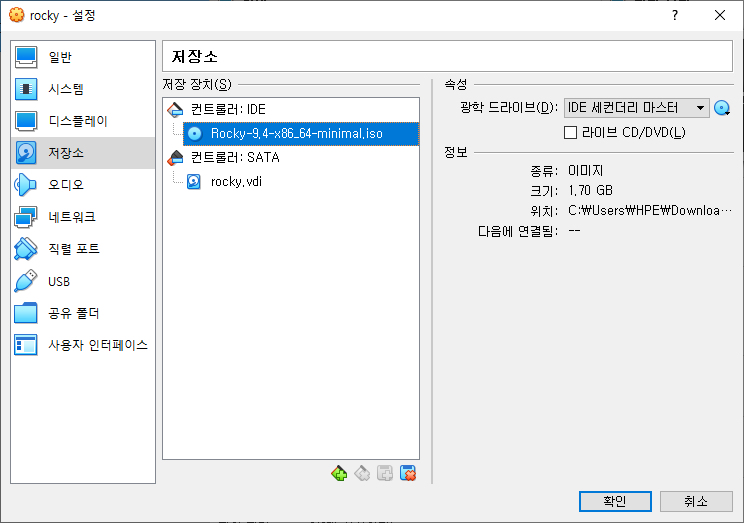 rocky - 설정
일반
시스템
디스플레이
저장소
오디오
네트워크
직렬 포트
USB
공유 폴더
사용자 인터페이스
저장소
저장 장치(S)
컨트롤러: IDE
Rocky-9.4-x86_64-minimal.iso
컨트롤러: SATA
rocky.vdi
속성
광학 드라이브(D): IDE 세컨더리 마스터
라이브 CD/DVD(L)
정보
종류: 이미지
크기: 1.70 GB
위치: C:₩Users₩HPE₩Downloa...
다음에 연결됨: --
확인
취소